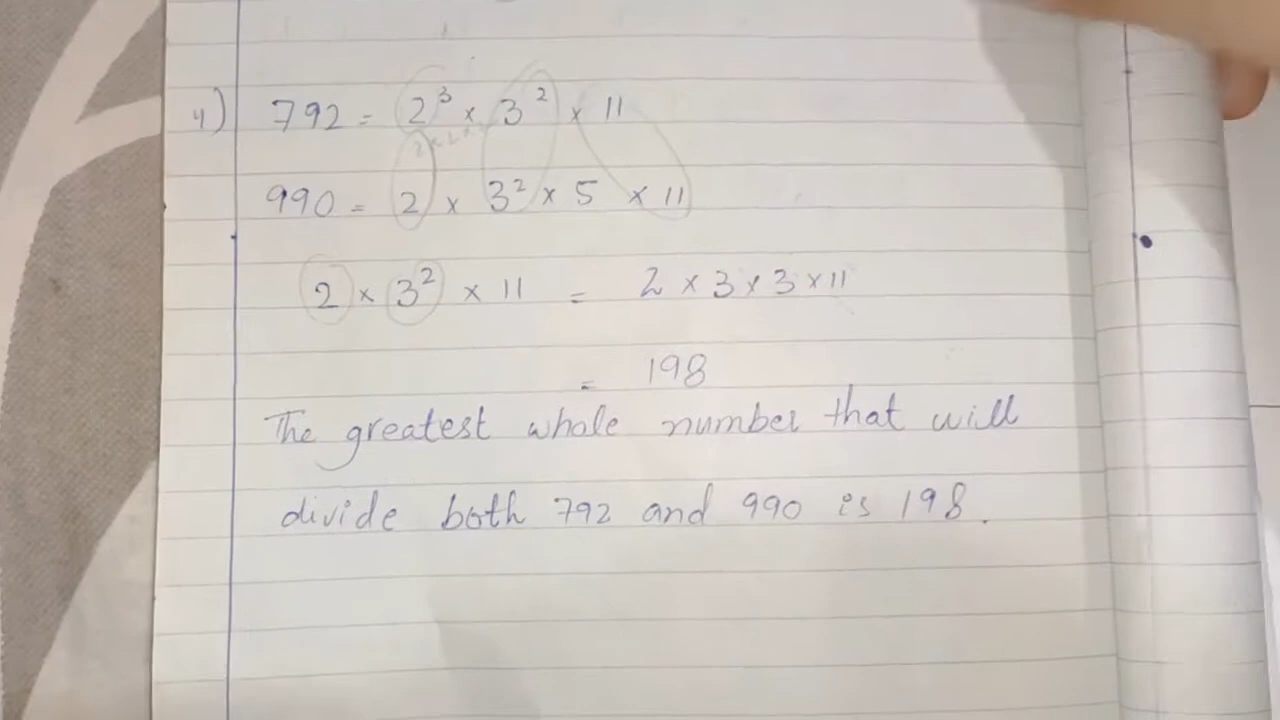 4) 792 = 2³ × 3² × 11
990 = 2 × 3² × 5 × 11
2 × 3² × 11 = 2 × 3 × 3 × 11
= 198
The greatest whole number that will
divide both 792 and 990 is 198.